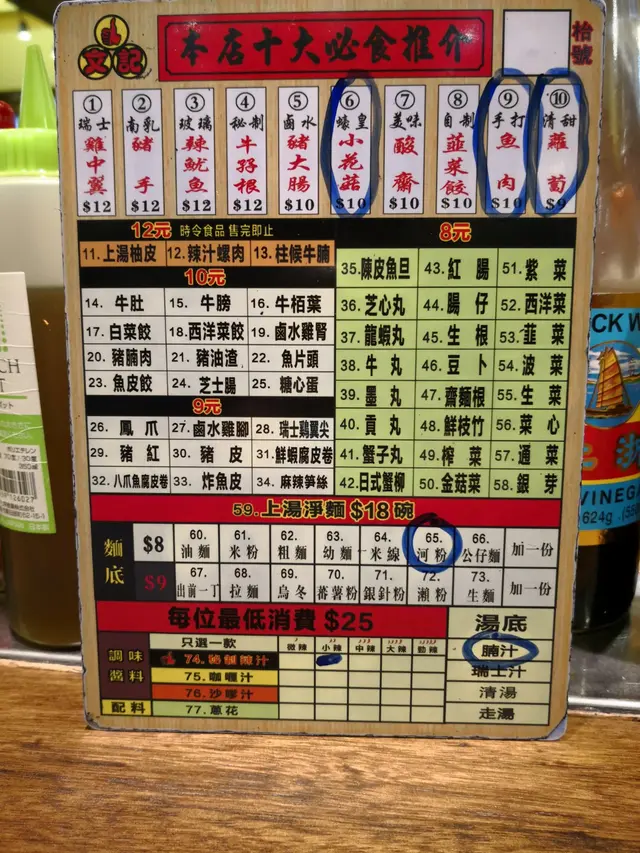 文記
本店十大必食推介
枱號
① 瑞士雞中翼 $12
② 南乳豬手 $12
③ 玻璃辣魷魚 $12
④ 秘制牛孖根 $12
⑤ 鹵水豬大腸 $10
⑥ 蠔皇小花菇 $10
⑦ 美味酸齋 $10
⑧ 自制韮菜餃 $10
⑨ 手打魚肉 $10
⑩ 清甜蘿蔔 $9
12元 時令食品 售完即止
11. 上湯柚皮 12. 辣汁螺肉 13. 柱候牛腩
10元
14. 牛肚 15. 牛膀 16. 牛栢葉
17. 白菜餃 18. 西洋菜餃 19. 鹵水雞腎
20. 豬腩肉 21. 豬油渣 22. 魚片頭
23. 魚皮餃 24. 芝士腸 25. 糖心蛋
9元
26. 鳳爪 27. 鹵水雞腳 28. 瑞士鷄翼尖
29. 豬紅 30. 豬皮 31. 鮮蝦腐皮卷
32. 八爪魚腐皮卷 33. 炸魚皮 34. 麻辣笋絲
8元
35. 陳皮魚旦 43. 紅腸 51. 紫菜
36. 芝心丸 44. 腸仔 52. 西洋菜
37. 龍蝦丸 45. 生根 53. 韮菜
38. 牛丸 46. 豆卜 54. 波菜
39. 墨丸 47. 齋麵根 55. 生菜
40. 貢丸 48. 鮮枝竹 56. 菜心
41. 蟹子丸 49. 榨菜 57. 通菜
42. 日式蟹柳 50. 金菇菜 58. 銀芽
59. 上湯淨麵 $18 碗
麵底
$8 60. 油麵 61. 米粉 62. 粗麵 63. 幼麵 64. 米線 65. 河粉 66. 公仔麵 加一份
$9 67. 出前一丁 68. 拉麵 69. 烏冬 70. 蕃薯粉 71. 銀針粉 72. 瀨粉 73. 生麵 加一份
每位最低消費 $25
調味醬料
只選一款 微辣 小辣 中辣 大辣 勁辣
74. 秘制辣汁
75. 咖喱汁
76. 沙嗲汁
配料 77. 蔥花
湯底
腩汁
瑞士汁
清湯
走湯
CK W
VINEGA
624g